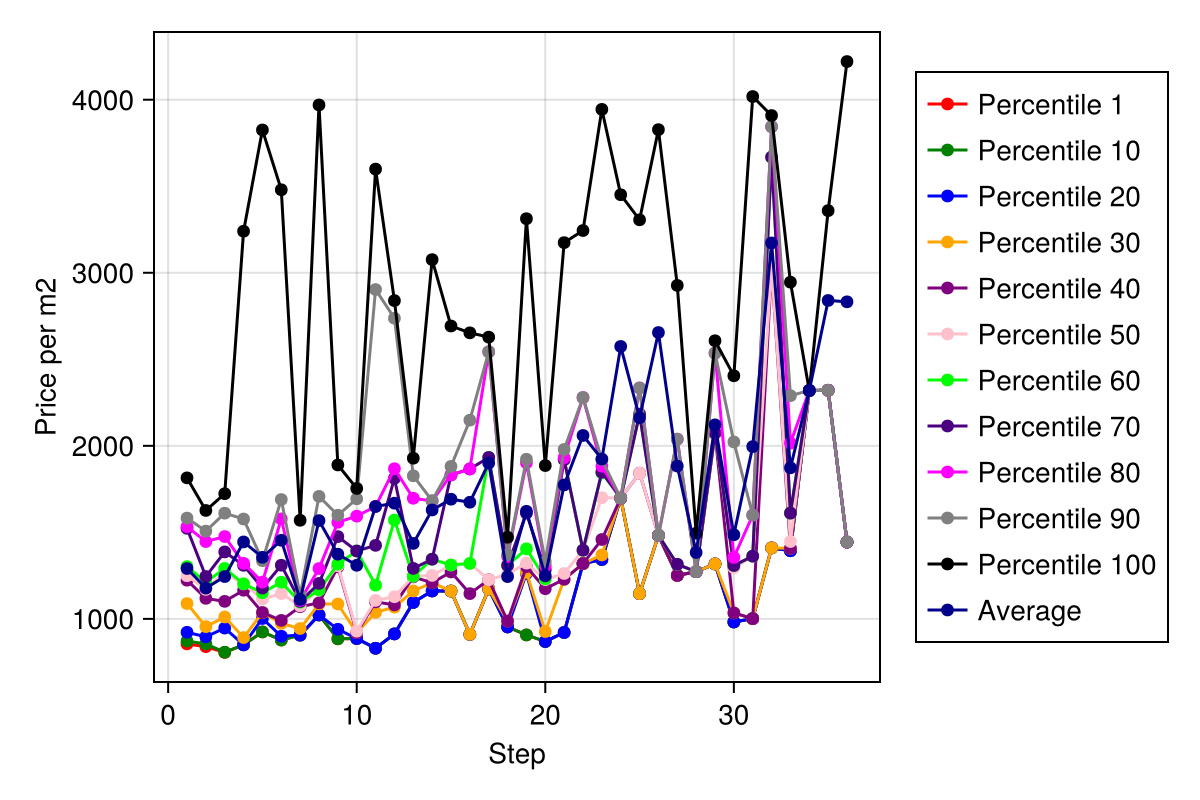 4000
3000
2000
1000
Price per m2
0
10
20
30
Step
Percentile 1
Percentile 10
Percentile 20
Percentile 30
Percentile 40
Percentile 50
Percentile 60
Percentile 70
Percentile 80
Percentile 90
Percentile 100
Average